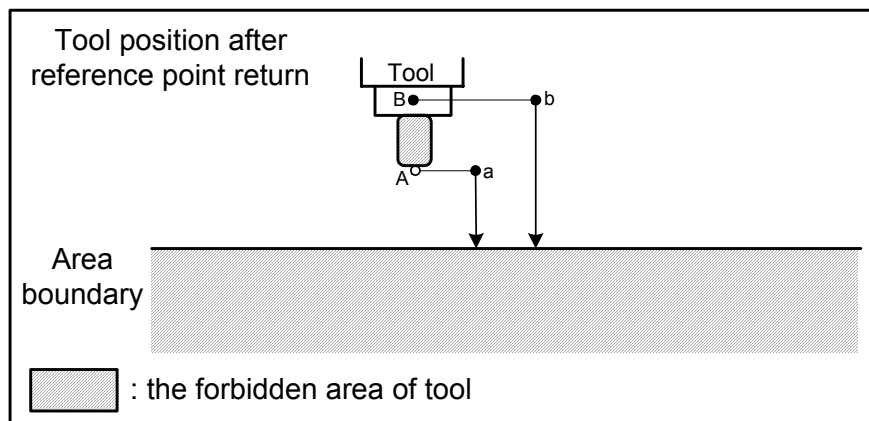 Tool position after
reference point return
Tool
B
b
A
a
Area
boundary
: the forbidden area of tool